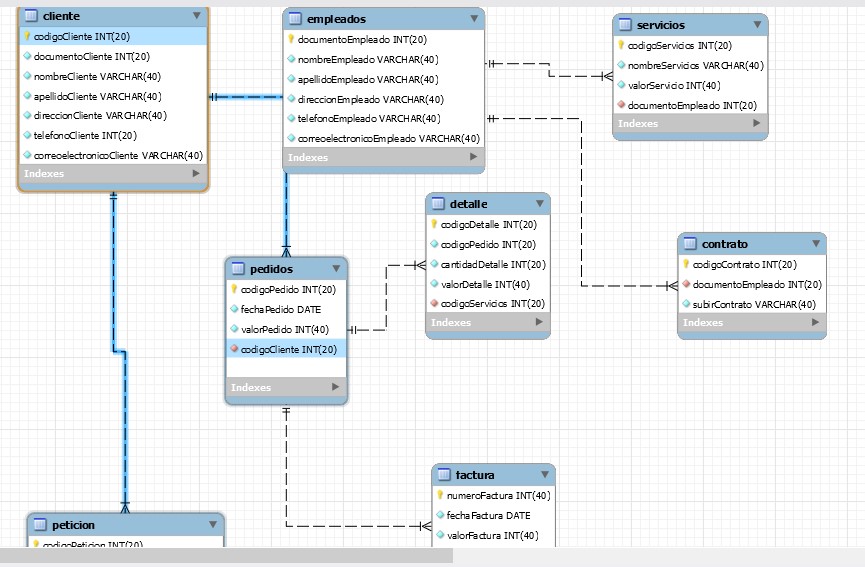 cliente
codigoCliente INT(20)
documentoCliente INT(20)
nombreCliente VARCHAR(40)
apellidoCliente VARCHAR(40)
direccionCliente VARCHAR(40)
telefonoCliente INT(20)
correoelectronicoCliente VARCHAR(40)
Indexes
empleados
documentoEmpleado INT(20)
nombreEmpleado VARCHAR(40)
apellidoEmpleado VARCHAR(40)
direccionEmpleado VARCHAR(40)
telefonoEmpleado VARCHAR(40)
correoelectronicoEmpleado VARCHAR(40)
Indexes
servicios
codigoServicios INT(20)
nombreServicios VARCHAR(40)
valorServicio INT(40)
documentoEmpleado INT(20)
Indexes
detalle
codigoDetalle INT(20)
codigoPedido INT(20)
cantidadDetalle INT(20)
valorDetalle INT(40)
codigoServicios INT(20)
Indexes
contrato
codigoContrato INT(20)
documentoEmpleado INT(20)
subirContrato VARCHAR(40)
Indexes
pedidos
codigoPedido INT(20)
fechaPedido DATE
valorPedido INT(40)
codigoCliente INT(20)
Indexes
factura
numeroFactura INT(40)
fechaFactura DATE
valorFactura INT(40)
peticion
codigoPeticion INT(20)